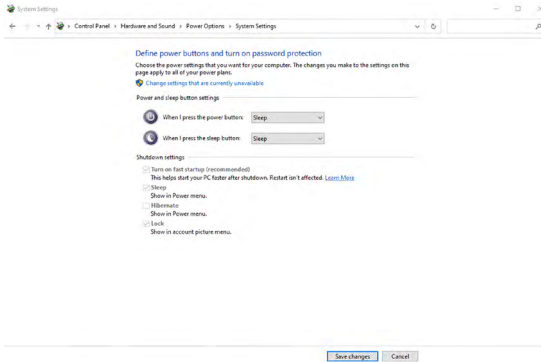 System Settings
Control Panel > Hardware and Sound > Power Options > System Settings
Define power buttons and turn on password protection
Choose the power settings that you want for your computer. The changes you make to the settings on this
page apply to all of your power plans.
Change settings that are currently unavailable
Power and sleep button settings
When I press the power button: Sleep
When I press the sleep button: Sleep
Shutdown settings
Turn on fast startup (recommended)
This helps start your PC faster after shutdown. Restart isn't affected. Learn More
Sleep
Show in Power menu.
Hibernate
Show in Power menu.
Lock
Show in account picture menu.
Save changes Cancel